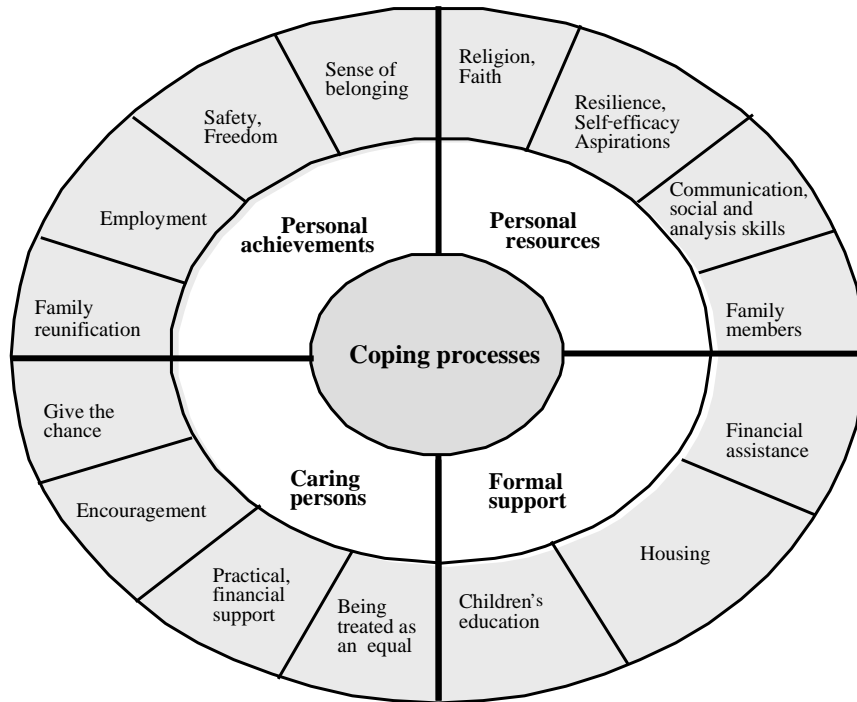 Sense of
belonging
Religion,
Faith
Safety,
Freedom
Resilience,
Self-efficacy
Aspirations
Employment
Communication,
social and
analysis skills
Family
reunification
Family
members
Personal
achievements
Personal
resources
Coping processes
Give the
chance
Financial
assistance
Caring
persons
Formal
support
Encouragement
Housing
Practical,
financial
support
Being
treated as
an equal
Children's
education